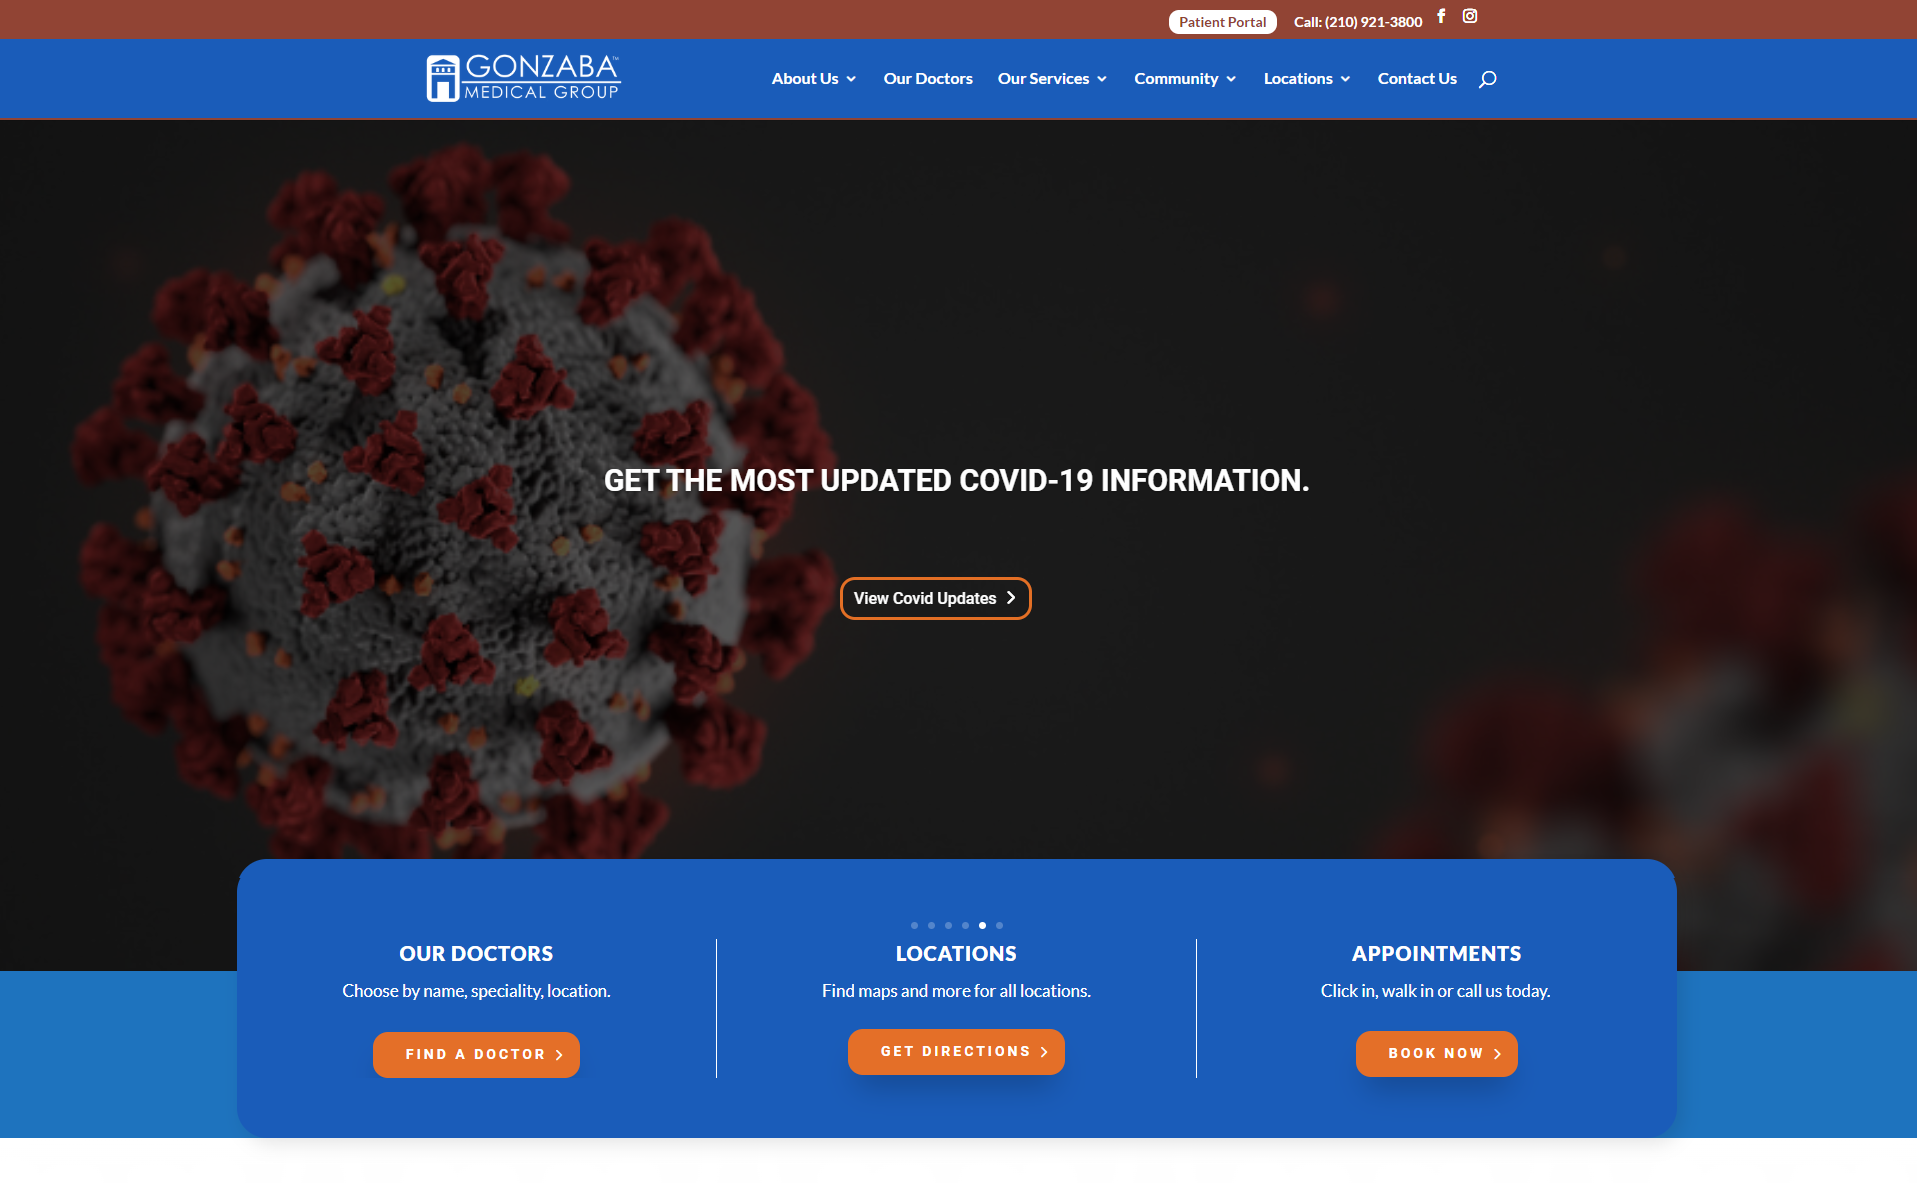 Patient Portal
Call: (210) 921-3800
GONZABA™
MEDICAL GROUP
About Us
Our Doctors
Our Services
Community
Locations
Contact Us
GET THE MOST UPDATED COVID-19 INFORMATION.
View Covid Updates
OUR DOCTORS
Choose by name, speciality, location.
FIND A DOCTOR
LOCATIONS
Find maps and more for all locations.
GET DIRECTIONS
APPOINTMENTS
Click in, walk in or call us today.
BOOK NOW